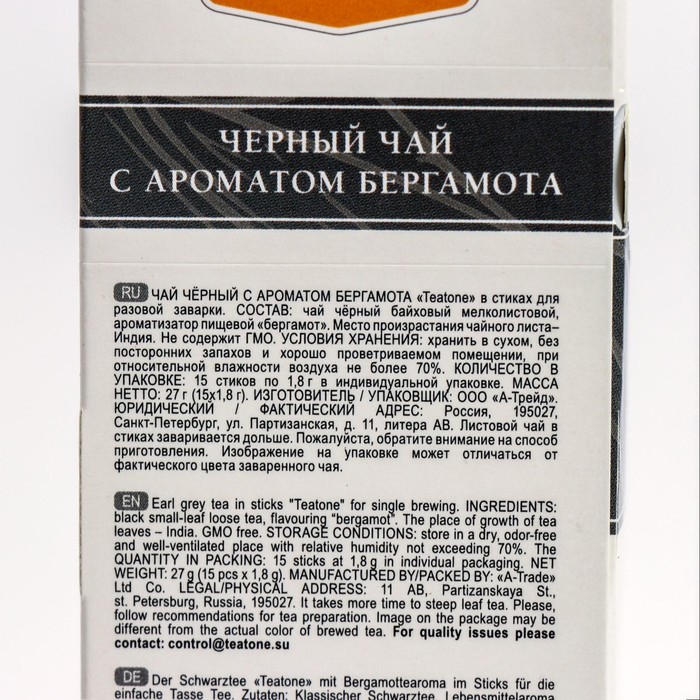 ЧЕРНЫЙ ЧАЙ
С АРОМАТОМ БЕРГАМОТА
RU ЧАЙ ЧЁРНЫЙ С АРОМАТОМ БЕРГАМОТА «Teatone» в стиках для
разовой заварки. СОСТАВ: чай чёрный байховый мелколистовой,
ароматизатор пищевой «бергамот». Место произрастания чайного листа–
Индия. Не содержит ГМО. УСЛОВИЯ ХРАНЕНИЯ: хранить в сухом, без
посторонних запахов и хорошо проветриваемом помещении, при
относительной влажности воздуха не более 70%. КОЛИЧЕСТВО В
УПАКОВКЕ: 15 стиков по 1,8 г в индивидуальной упаковке. МАССА
НЕТТО: 27 г (15х1,8 г). ИЗГОТОВИТЕЛЬ / УПАКОВЩИК: ООО «А-Трейд».
ЮРИДИЧЕСКИЙ / ФАКТИЧЕСКИЙ АДРЕС: Россия, 195027,
Санкт-Петербург, ул. Партизанская, д. 11, литера АВ. Листовой чай в
стиках заваривается дольше. Пожалуйста, обратите внимание на способ
приготовления. Изображение на упаковке может отличаться от
фактического цвета заваренного чая.
EN Earl grey tea in sticks "Teatone" for single brewing. INGREDIENTS:
black small-leaf loose tea, flavouring "bergamot". The place of growth of tea
leaves – India. GMO free. STORAGE CONDITIONS: store in a dry, odor-free
and well-ventilated place with relative humidity not exceeding 70%. The
QUANTITY IN PACKING: 15 sticks at 1,8 g in individual packaging. NET
WEIGHT: 27 g (15 pcs x 1,8 g). MANUFACTURED BY/PACKED BY: «A-Trade»
Ltd Co. LEGAL/PHYSICAL ADDRESS: 11 AB, Partizanskaya St.,
st. Petersburg, Russia, 195027. It takes more time to steep leaf tea. Please,
follow recommendations for tea preparation. Image on the package may be
different from the actual color of brewed tea. For quality issues please
contact: control@teatone.su
DE Der Schwarztee «Teatone» mit Bergamottearoma im Sticks für die
einfache Tasse Tee. Zutaten: Klassischer Schwarztee, Lebensmittelaroma